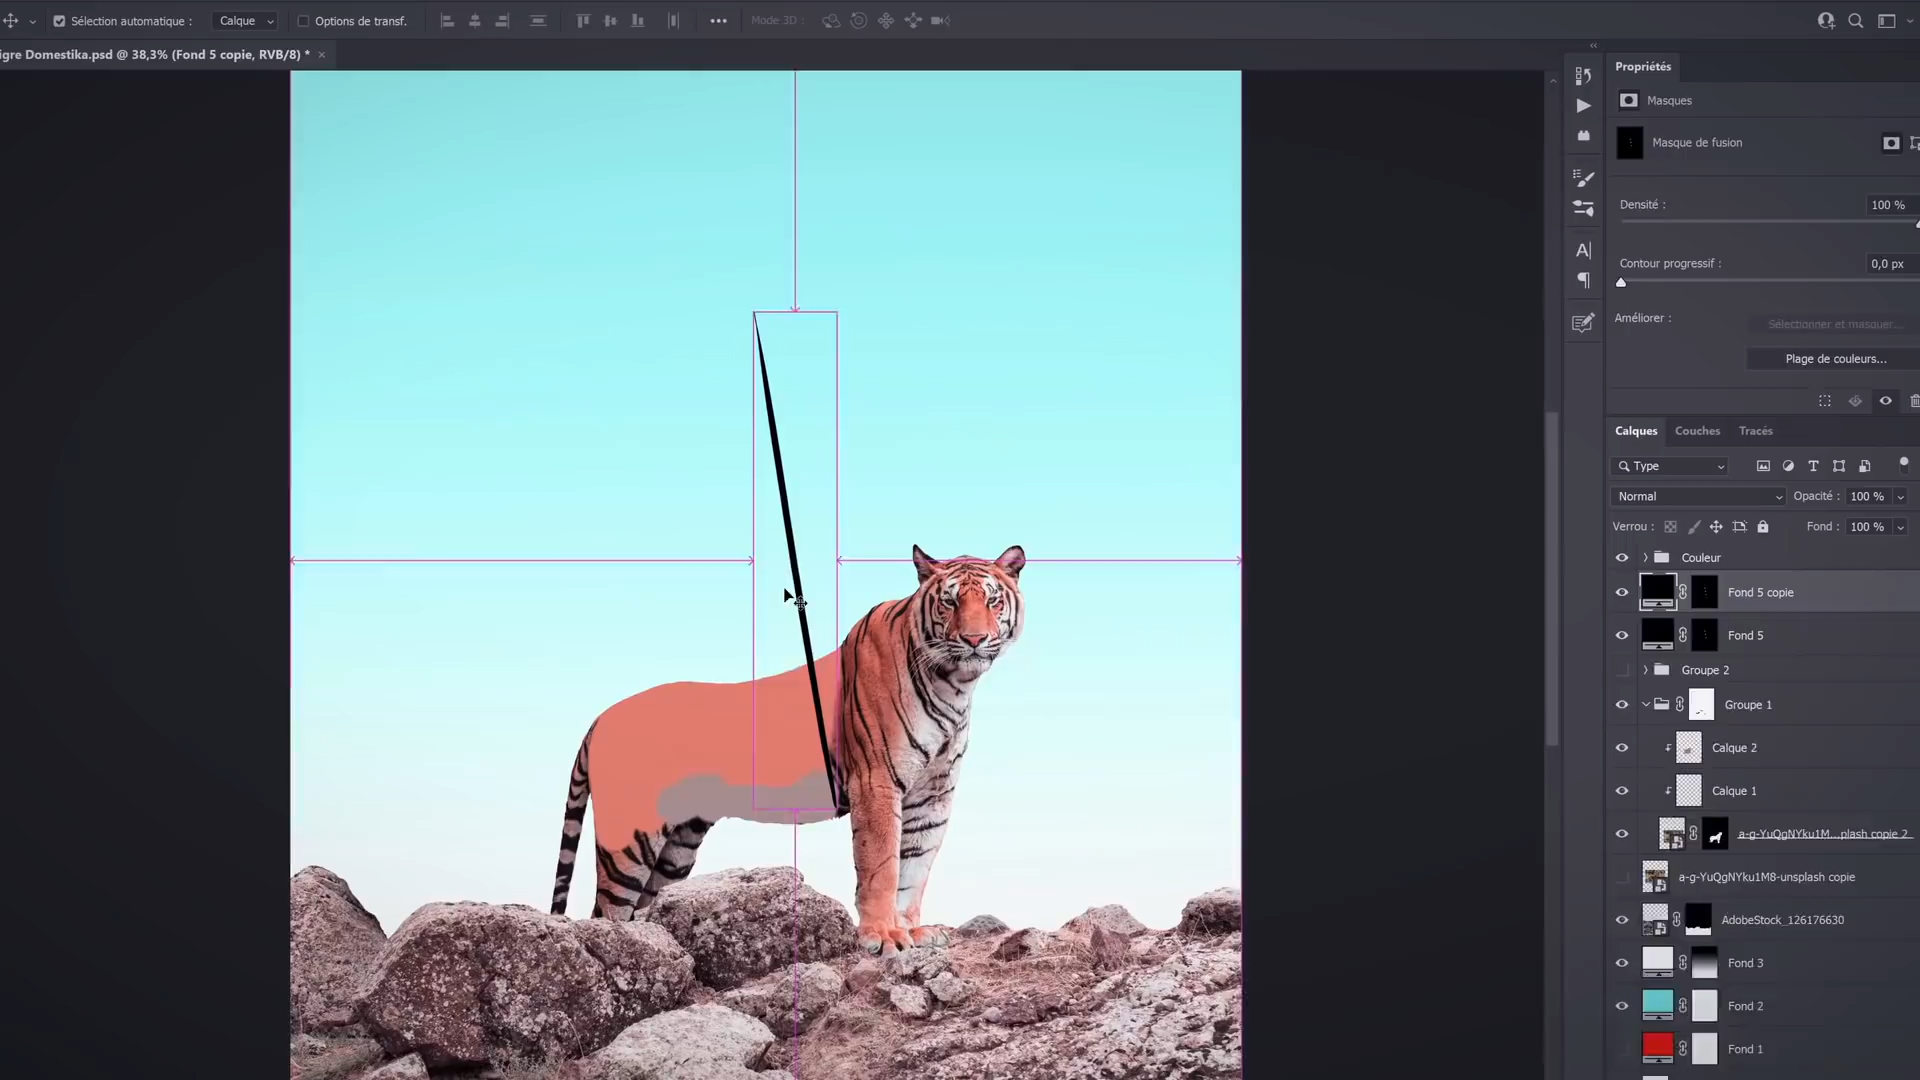 Sélection automatique :
Calque
Options de transf.
Mode 3D :
igre Domestika.psd @ 38,3% (Fond 5 copie, RVB/8) *
Propriétés
Masques
Masque de fusion
Densité :
100 %
Contour progressif :
0,0 px
Améliorer :
Sélectionner et masquer...
Plage de couleurs...
Calques
Couches
Tracés
Type
Normal
Opacité :
100 %
Verrou :
Fond :
100 %
Couleur
Fond 5 copie
Fond 5
Groupe 2
Groupe 1
Calque 2
Calque 1
a-g-YuQgNYku1M...plash copie 2
a-g-YuQgNYku1M8-unsplash copie
AdobeStock_126176630
Fond 3
Fond 2
Fond 1